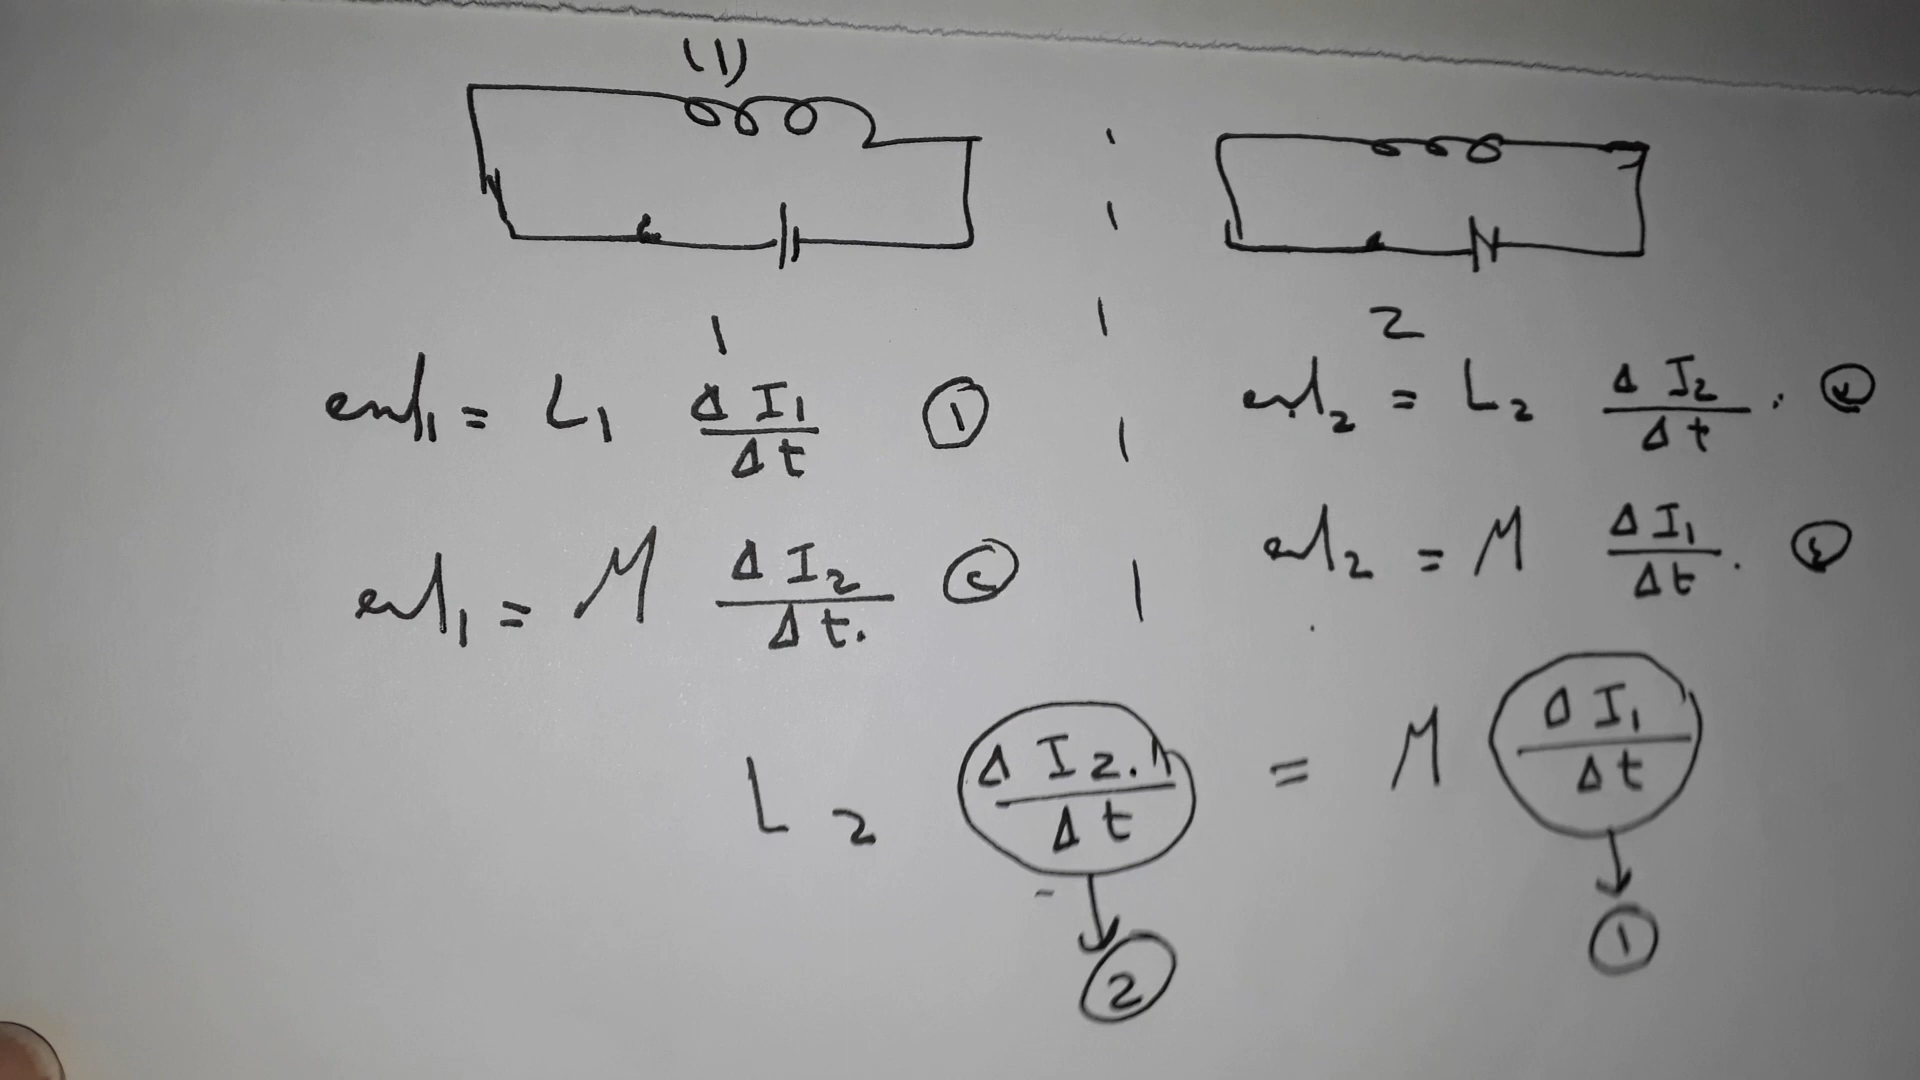 (1)
1 2
emf₁ = L₁ ΔI₁/Δt ①
emf₂ = L₂ ΔI₂/Δt .
emf₁ = M ΔI₂/Δt.
emf₂ = M ΔI₁/Δt .
L₂ ΔI₂./Δt = M ΔI₁/Δt
② ①